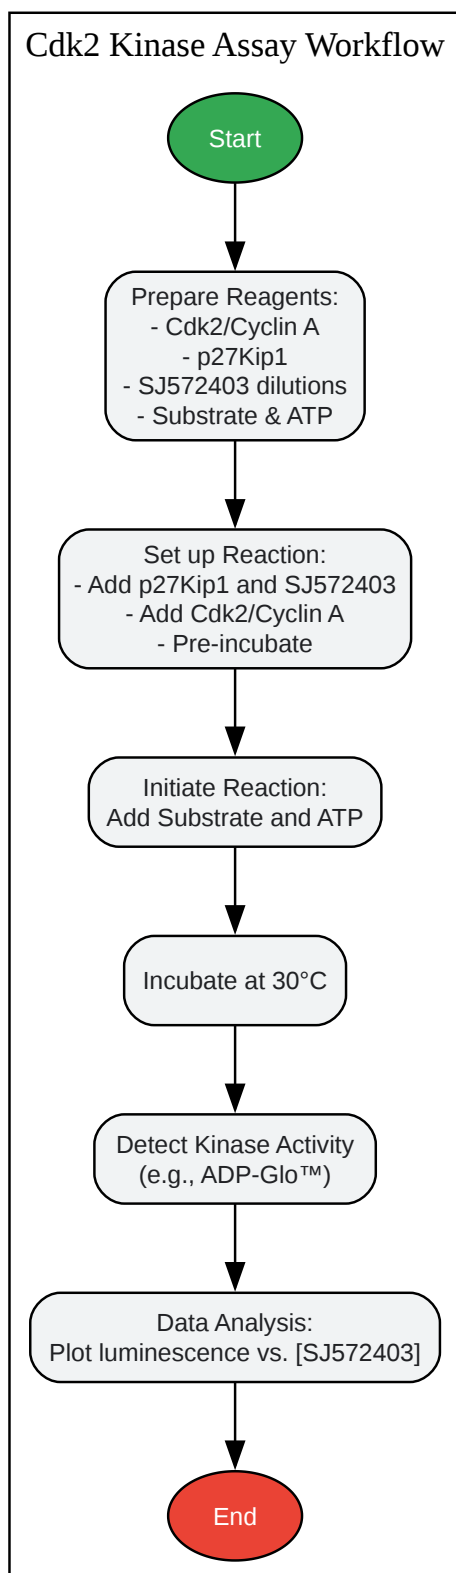 Cdk2 Kinase Assay Workflow
Start
Prepare Reagents:
- Cdk2/Cyclin A
- p27Kip1
- SJ572403 dilutions
- Substrate & ATP
Set up Reaction:
- Add p27Kip1 and SJ572403
- Add Cdk2/Cyclin A
- Pre-incubate
Initiate Reaction:
Add Substrate and ATP
Incubate at 30°C
Detect Kinase Activity
(e.g., ADP-Glo™)
Data Analysis:
Plot luminescence vs. [SJ572403]
End